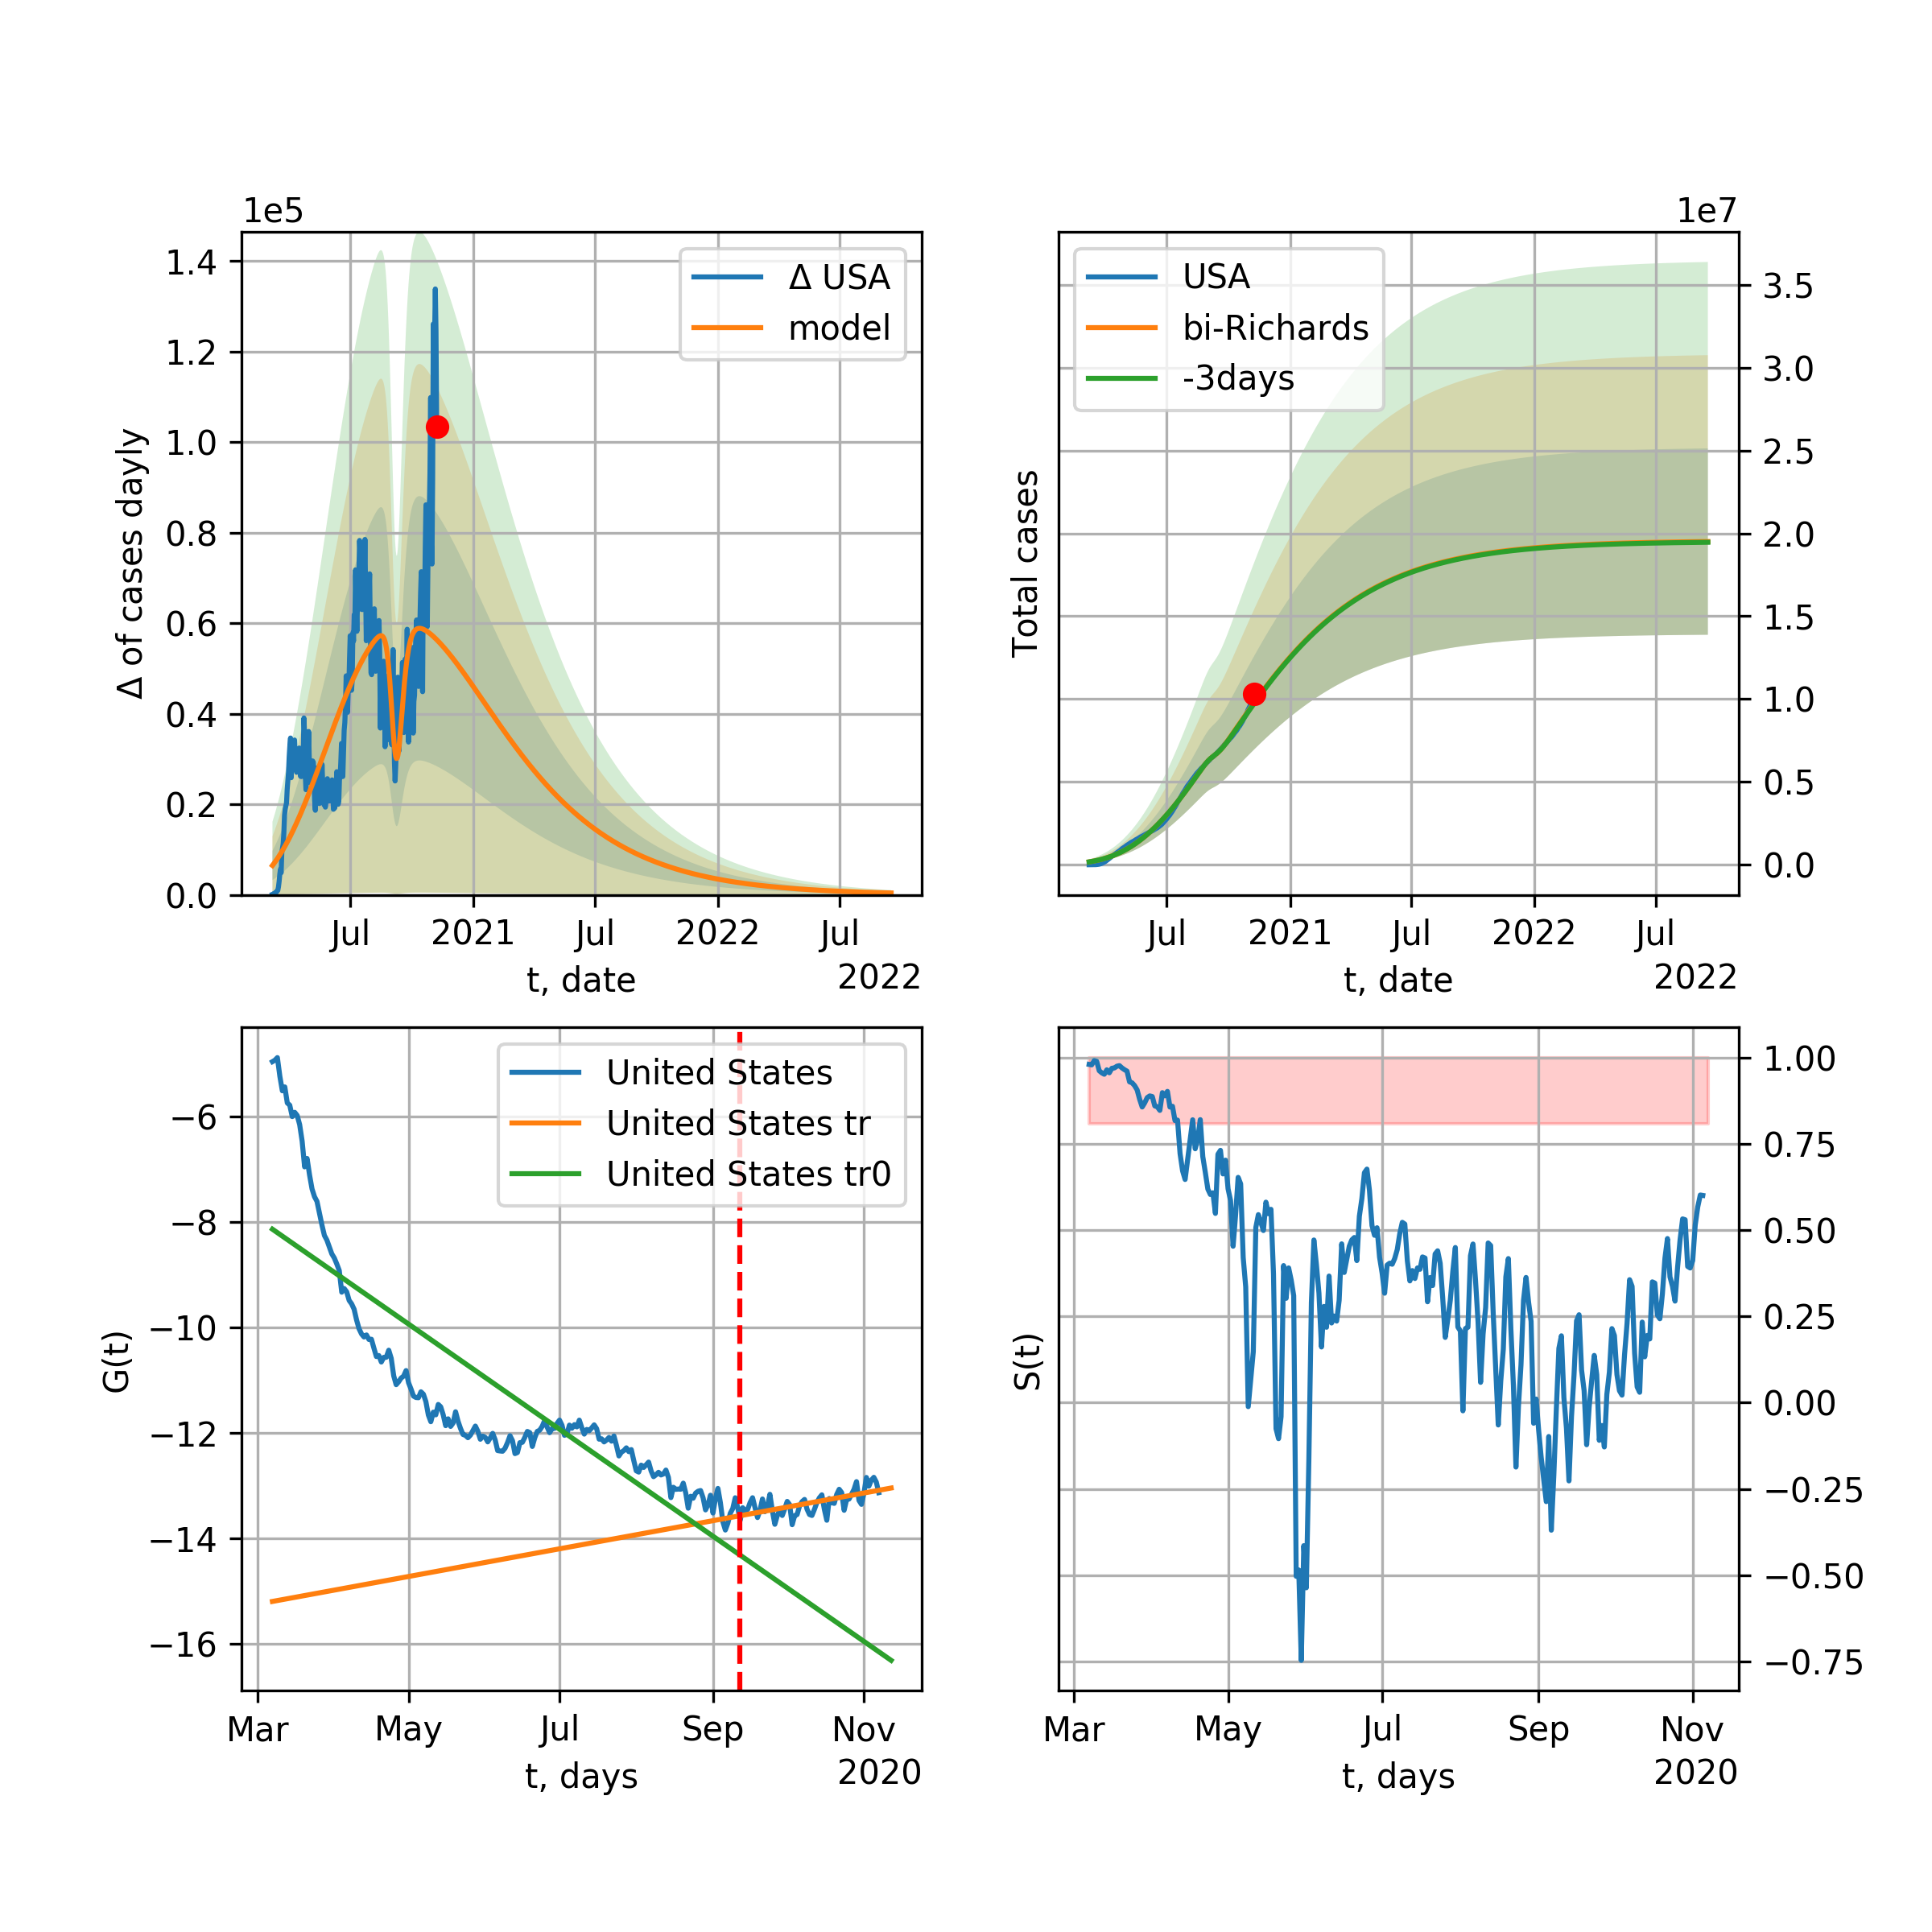 1e5
Δ of cases dayly
1.4
1.2
1.0
0.8
0.6
0.4
0.2
0.0
Δ USA
model
Jul
2021
Jul
2022
Jul
t, date
2022
1e7
Total cases
USA
bi-Richards
-3days
3.5
3.0
2.5
2.0
1.5
1.0
0.5
0.0
Jul
2021
Jul
2022
Jul
t, date
2022
G(t)
−6
−8
−10
−12
−14
−16
United States
United States tr
United States tr0
Mar
May
Jul
Sep
Nov
t, days
2020
S(t)
1.00
0.75
0.50
0.25
0.00
−0.25
−0.50
−0.75
Mar
May
Jul
Sep
Nov
t, days
2020